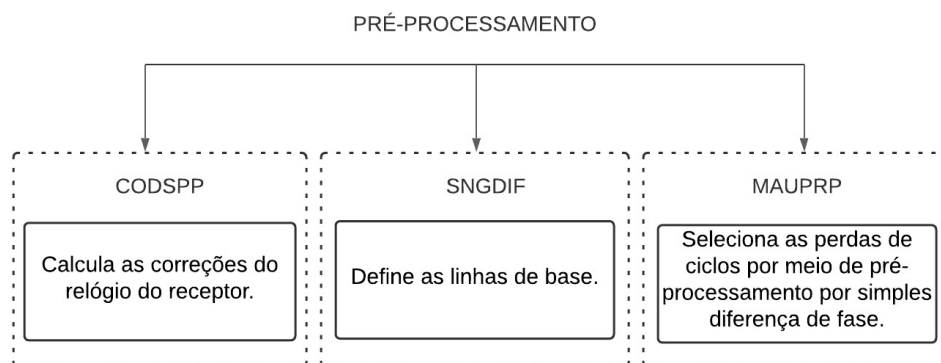 PRÉ-PROCESSAMENTO
CODSPP
Calcula as correções do
relógio do receptor.
SNGDIF
Define as linhas de base.
MAUPRP
Seleciona as perdas de
ciclos por meio de pré-
processamento por simples
diferença de fase.